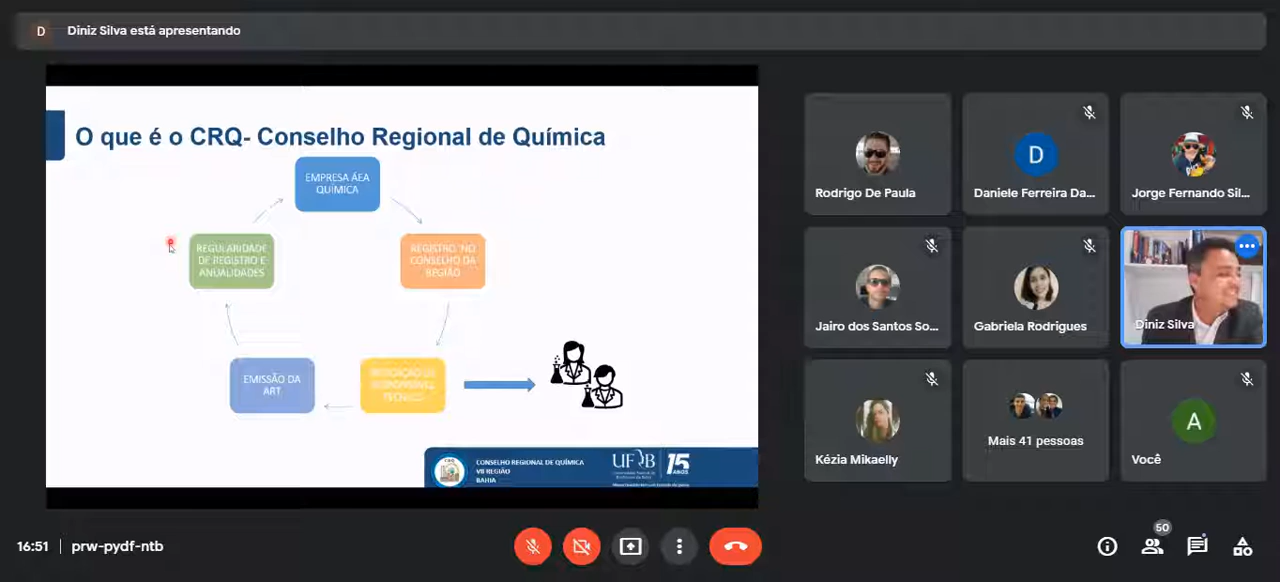 D
Diniz Silva está apresentando
O que é o CRQ- Conselho Regional de Química
EMPRESA ÁEA
QUÍMICA
REGULARIDADE
DE REGISTRO E
ANUALIDADES
REGISTRO NO
CONSELHO DA
REGIÃO
EMISSÃO DA
ART
RESPONSÁVEL
TÉCNICO
CONSELHO REGIONAL DE QUÍMICA
VII REGIÃO
BAHIA
UFRB
15
ANOS
Rodrigo De Paula
D
Daniele Ferreira Da...
Jorge Fernando Sil...
Jairo dos Santos So...
Gabriela Rodrigues
Diniz Silva
Kézia Mikaelly
Mais 41 pessoas
A
Você
16:51
prw-pydf-ntb
50